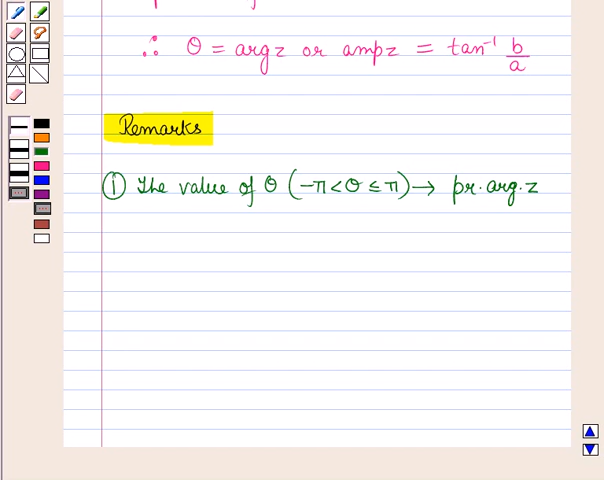 ∴ θ = arg z or amp z = tan⁻¹ b/a
Remarks
① The value of θ (-π < θ ≤ π) → pr. arg. z